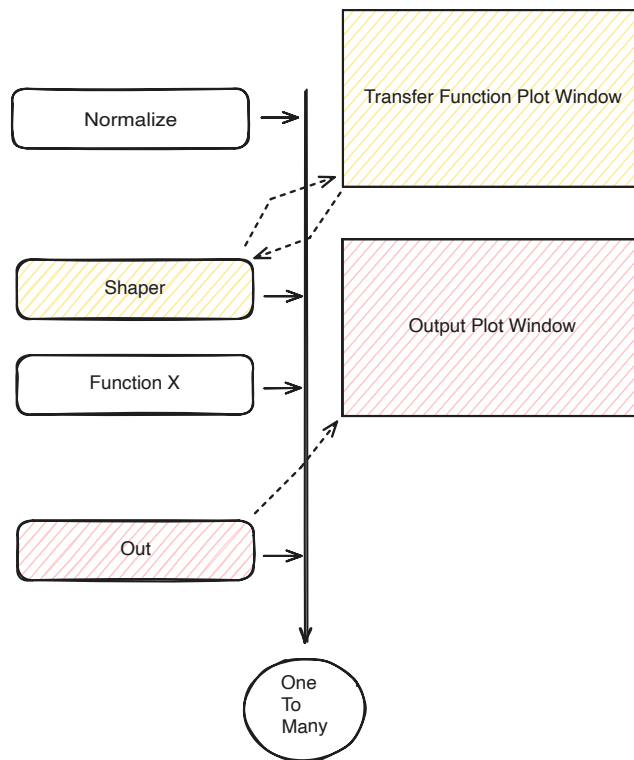 Transfer Function Plot Window
Normalize
Shaper
Output Plot Window
Function X
Out
One
To
Many